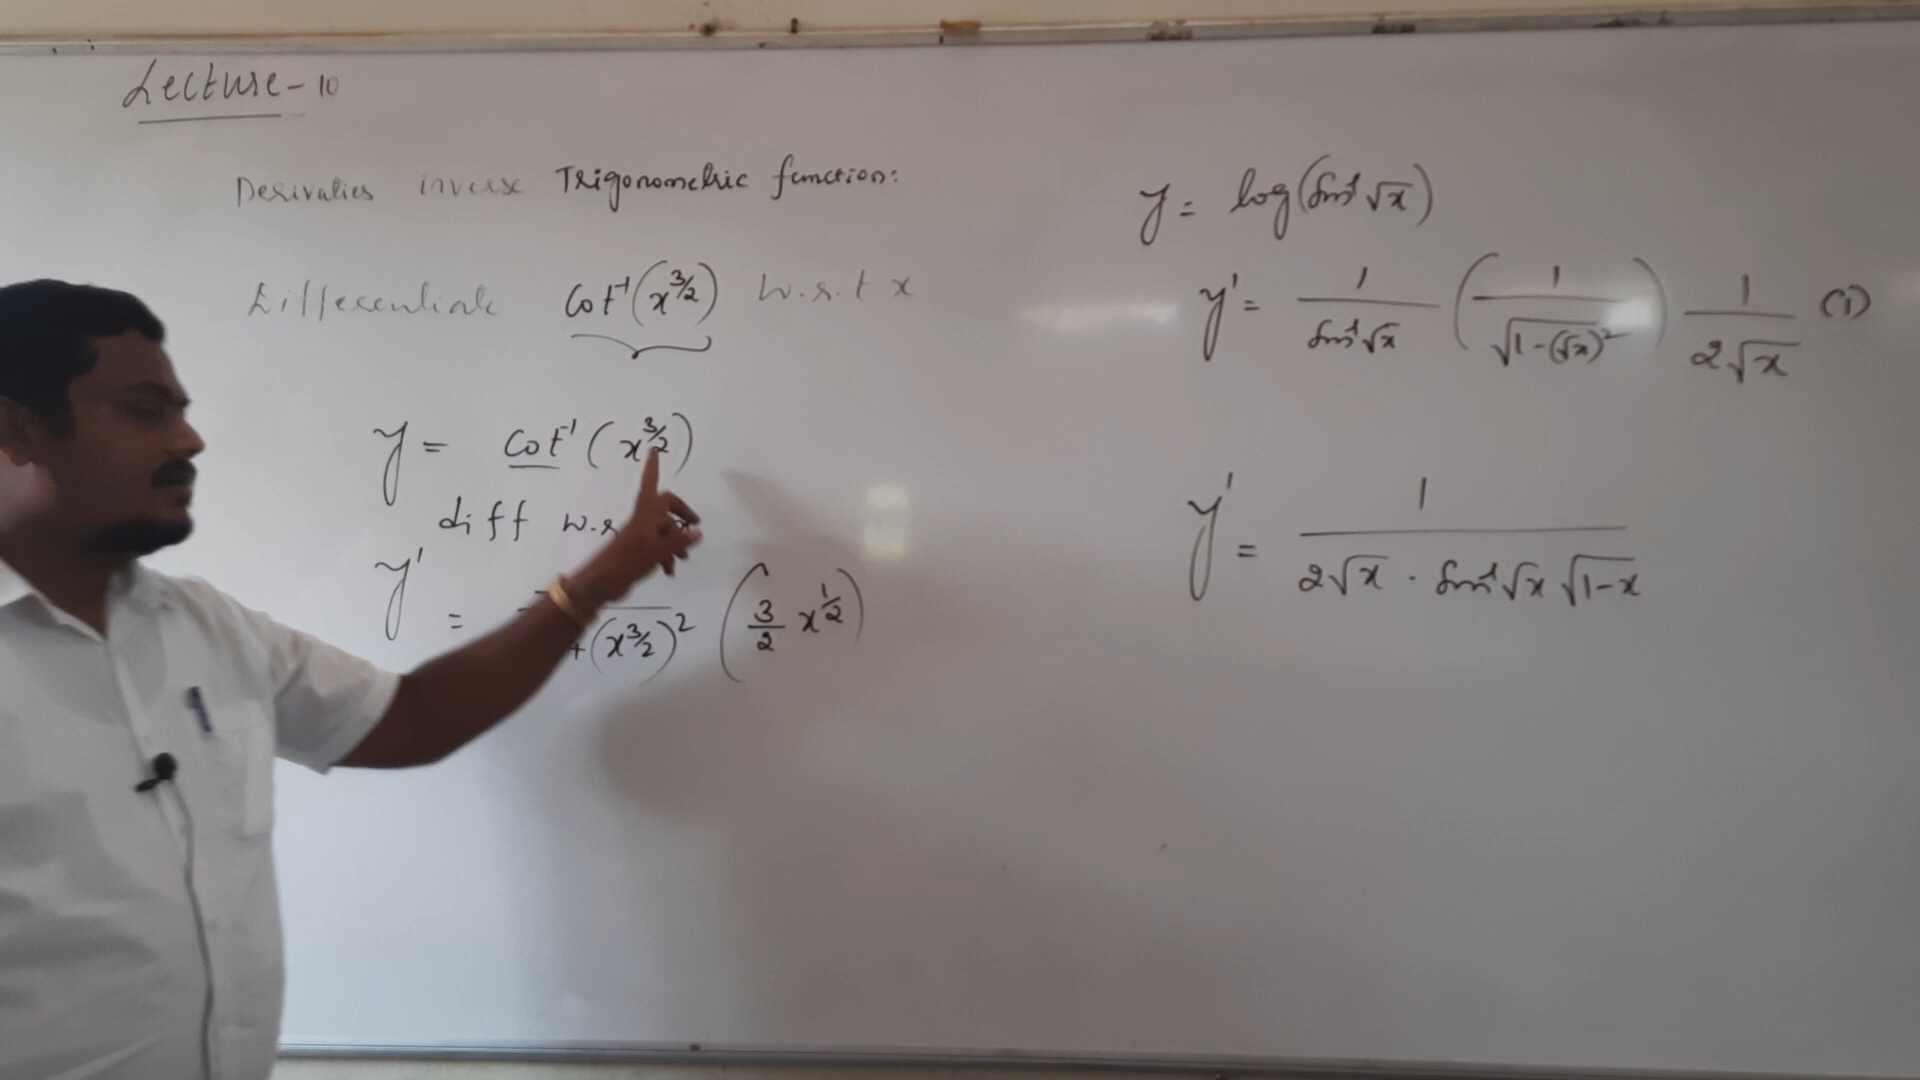 Lecture-10
Derivaties inverse Trigonometric function:
Differentiate cot⁻¹(x^3/2) w.r.t x
y = cot⁻¹(x^3/2)
diff w.r
y' = + (x^3/2)² (3/2 x^1/2)
y = log(sin⁻¹ √x)
y' = 1/(sin⁻¹ √x) (1/√(1-(√x)²)) 1/(2√x) (1)
y' = 1/(2√x · sin⁻¹ √x √(1-x))